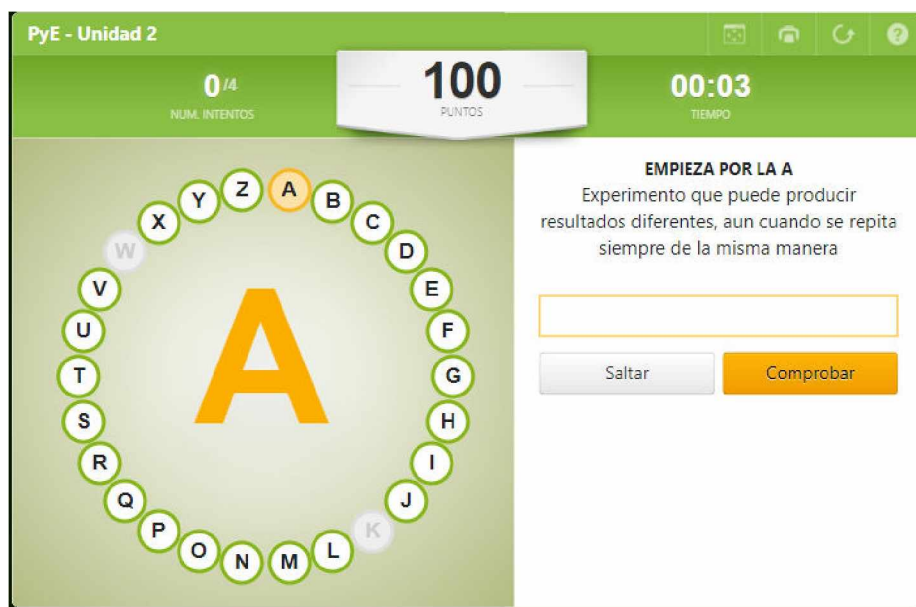 PyE - Unidad 2
0/4
NUM. INTENTOS
100
PUNTOS
00:03
TIEMPO
EMPIEZA POR LA A
Experimento que puede producir
resultados diferentes, aun cuando se repita
siempre de la misma manera
Saltar
Comprobar
A
B
C
D
E
F
G
H
I
J
K
L
M
N
O
P
Q
R
S
T
U
V
W
X
Y
Z
A